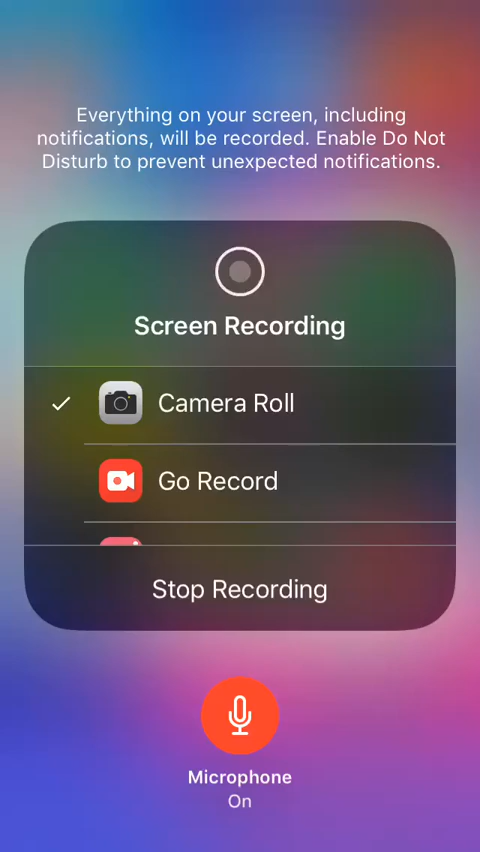 Everything on your screen, including
notifications, will be recorded. Enable Do Not
Disturb to prevent unexpected notifications.
Screen Recording
Camera Roll
Go Record
Stop Recording
Microphone
On